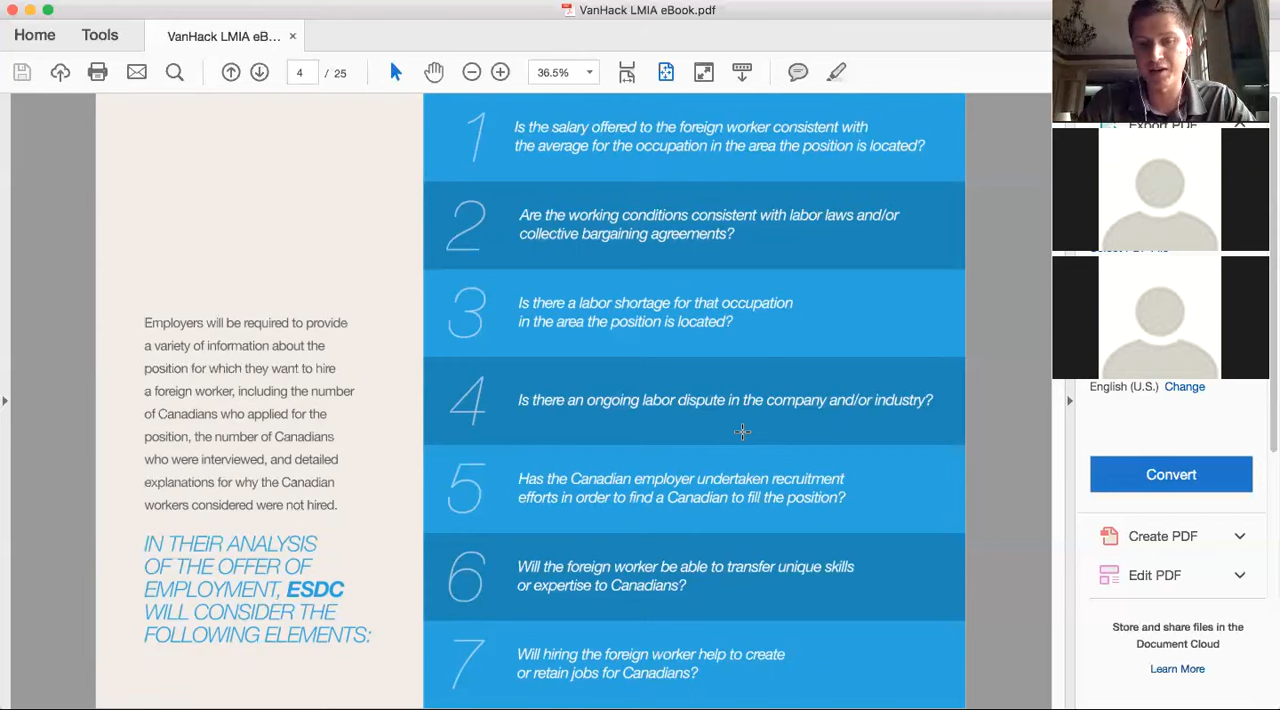 VanHack LMIA eBook.pdf
Home
Tools
VanHack LMIA eB... ×
4 / 25
36.5%
1
Is the salary offered to the foreign worker consistent with
the average for the occupation in the area the position is located?
2
Are the working conditions consistent with labor laws and/or
collective bargaining agreements?
3
Is there a labor shortage for that occupation
in the area the position is located?
4
Is there an ongoing labor dispute in the company and/or industry?
5
Has the Canadian employer undertaken recruitment
efforts in order to find a Canadian to fill the position?
6
Will the foreign worker be able to transfer unique skills
or expertise to Canadians?
7
Will hiring the foreign worker help to create
or retain jobs for Canadians?
Employers will be required to provide
a variety of information about the
position for which they want to hire
a foreign worker, including the number
of Canadians who applied for the
position, the number of Canadians
who were interviewed, and detailed
explanations for why the Canadian
workers considered were not hired.
IN THEIR ANALYSIS
OF THE OFFER OF
EMPLOYMENT, ESDC
WILL CONSIDER THE
FOLLOWING ELEMENTS:
Export PDF
English (U.S.) Change
Convert
Create PDF
Edit PDF
Store and share files in the
Document Cloud
Learn More